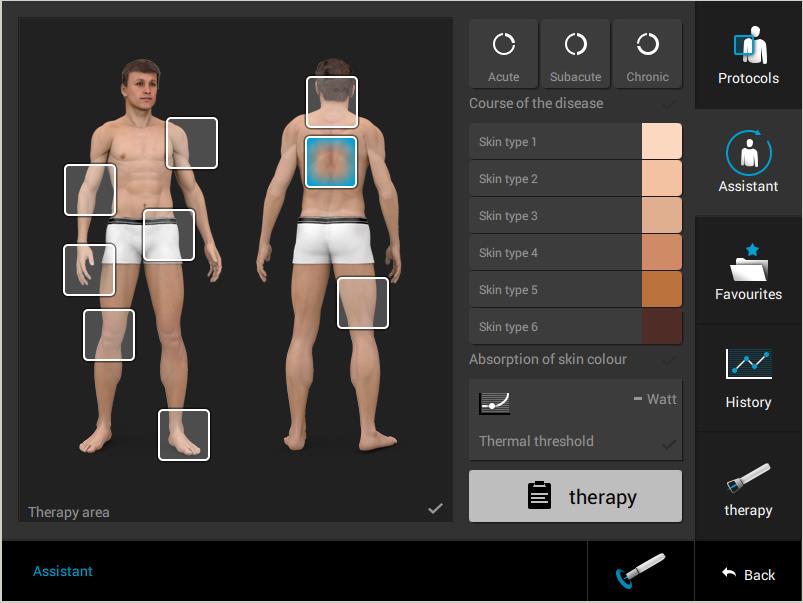 Acute
Subacute
Chronic
Course of the disease
Skin type 1
Skin type 2
Skin type 3
Skin type 4
Skin type 5
Skin type 6
Absorption of skin colour
Watt
Thermal threshold
therapy
Therapy area
Protocols
Assistant
Favourites
History
therapy
Assistant
Back